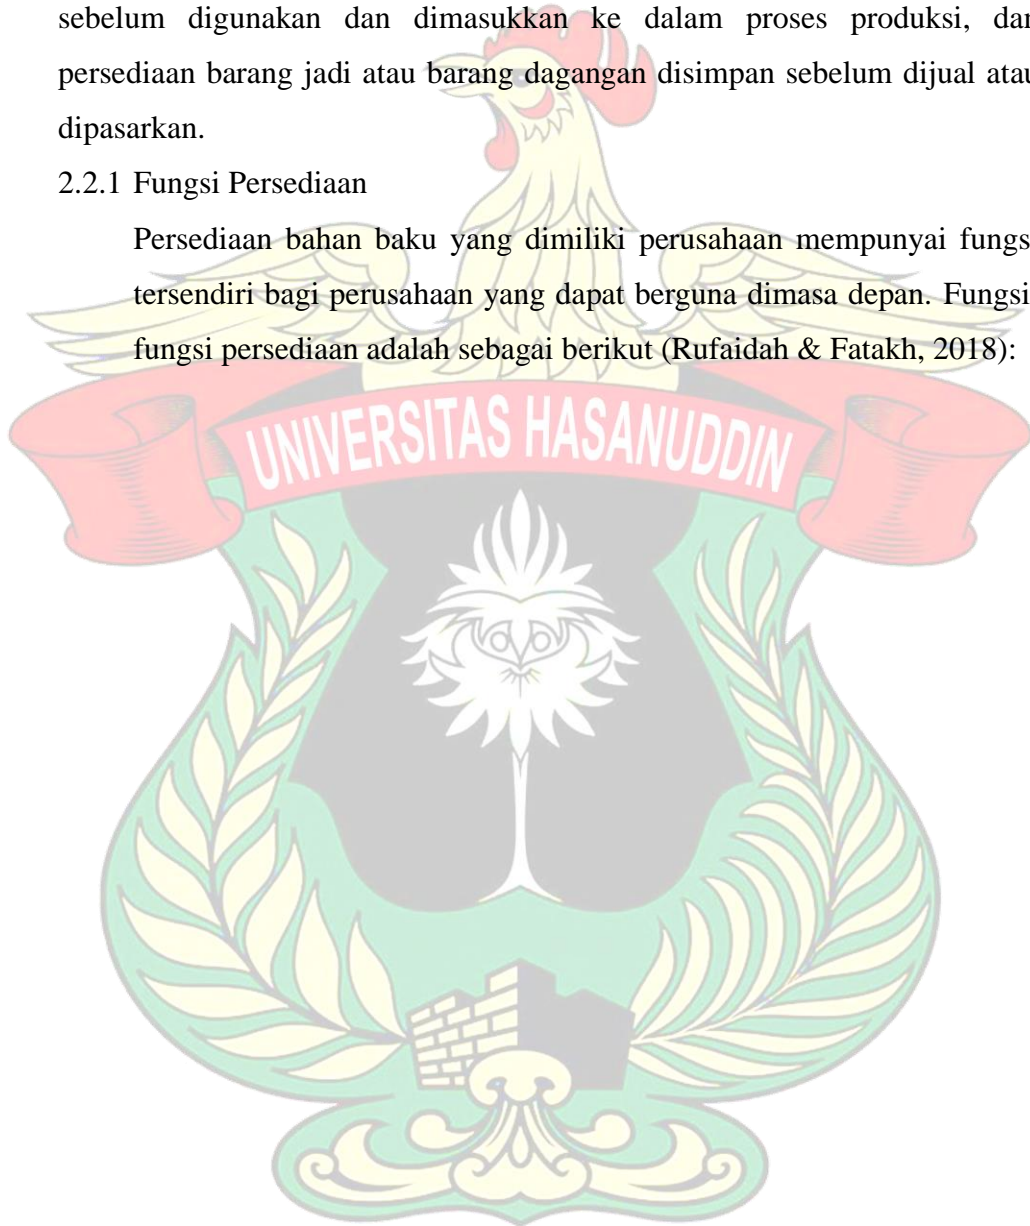 sebelum digunakan dan dimasukkan ke dalam proses produksi, dan
persediaan barang jadi atau barang dagangan disimpan sebelum dijual atau
dipasarkan.
2.2.1 Fungsi Persediaan
Persediaan bahan baku yang dimiliki perusahaan mempunyai fungs
tersendiri bagi perusahaan yang dapat berguna dimasa depan. Fungsi
fungsi persediaan adalah sebagai berikut (Rufaidah & Fatakh, 2018):
UNIVERSITAS HASANUDDIN